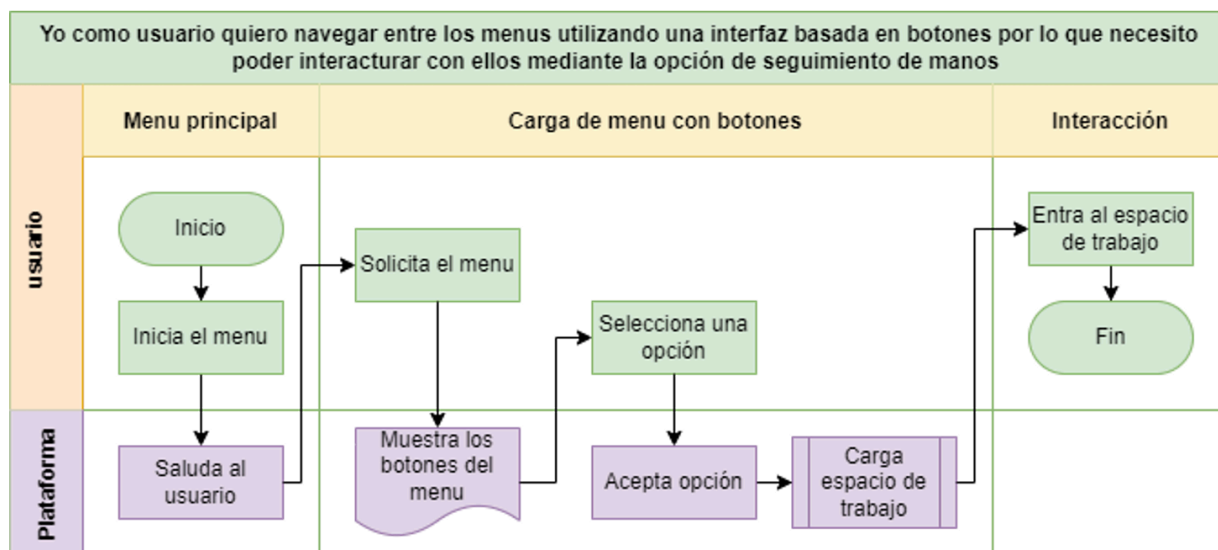 Yo como usuario quiero navegar entre los menus utilizando una interfaz basada en botones por lo que necesito
poder interacturar con ellos mediante la opción de seguimiento de manos
Menu principal
Carga de menu con botones
Interacción
usuario
Inicio
Inicia el menu
Solicita el menu
Selecciona una
opción
Entra al espacio
de trabajo
Fin
Plataforma
Saluda al
usuario
Muestra los
botones del
menu
Acepta opción
Carga
espacio de
trabajo